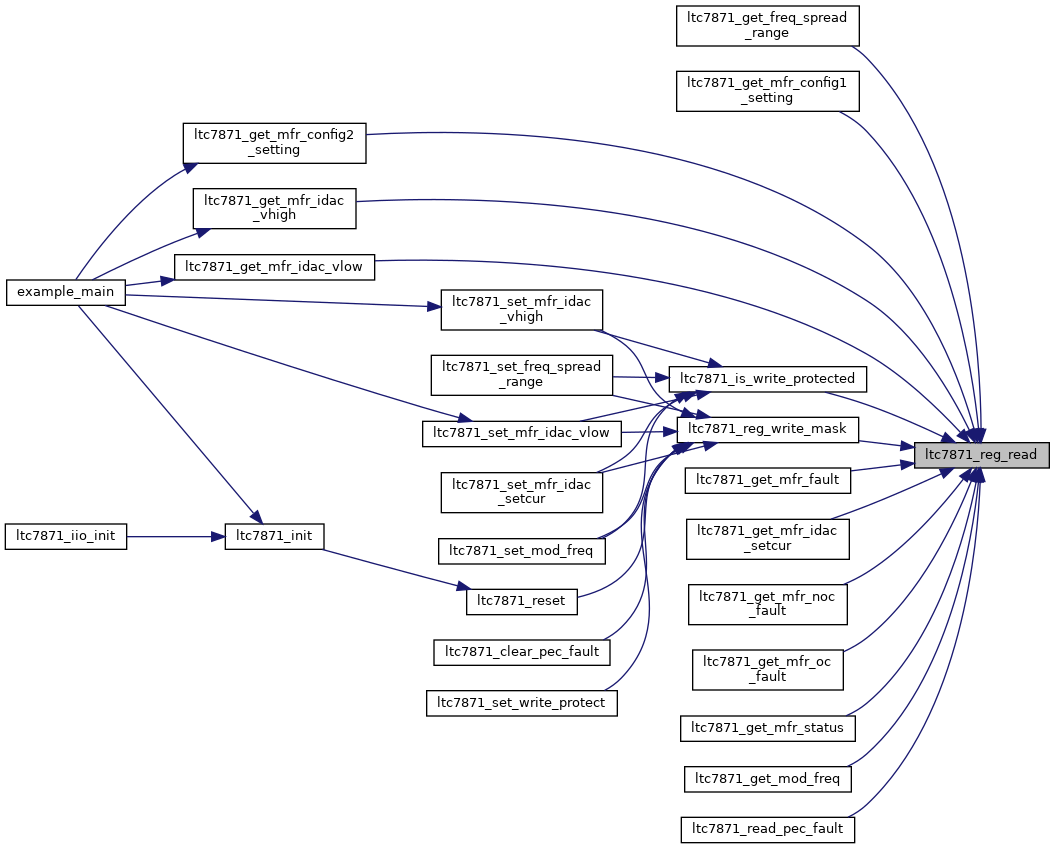 ltc7871_get_freq_spread
_range
ltc7871_get_mfr_config1
_setting
ltc7871_get_mfr_config2
_setting
ltc7871_get_mfr_idac
_vhigh
ltc7871_get_mfr_idac_vlow
example_main
ltc7871_set_mfr_idac
_vhigh
ltc7871_set_freq_spread
_range
ltc7871_is_write_protected
ltc7871_set_mfr_idac_vlow
ltc7871_reg_write_mask
ltc7871_reg_read
ltc7871_get_mfr_fault
ltc7871_set_mfr_idac
_setcur
ltc7871_get_mfr_idac
_setcur
ltc7871_iio_init
ltc7871_init
ltc7871_set_mod_freq
ltc7871_reset
ltc7871_get_mfr_noc
_fault
ltc7871_clear_pec_fault
ltc7871_get_mfr_oc
_fault
ltc7871_set_write_protect
ltc7871_get_mfr_status
ltc7871_get_mod_freq
ltc7871_read_pec_fault